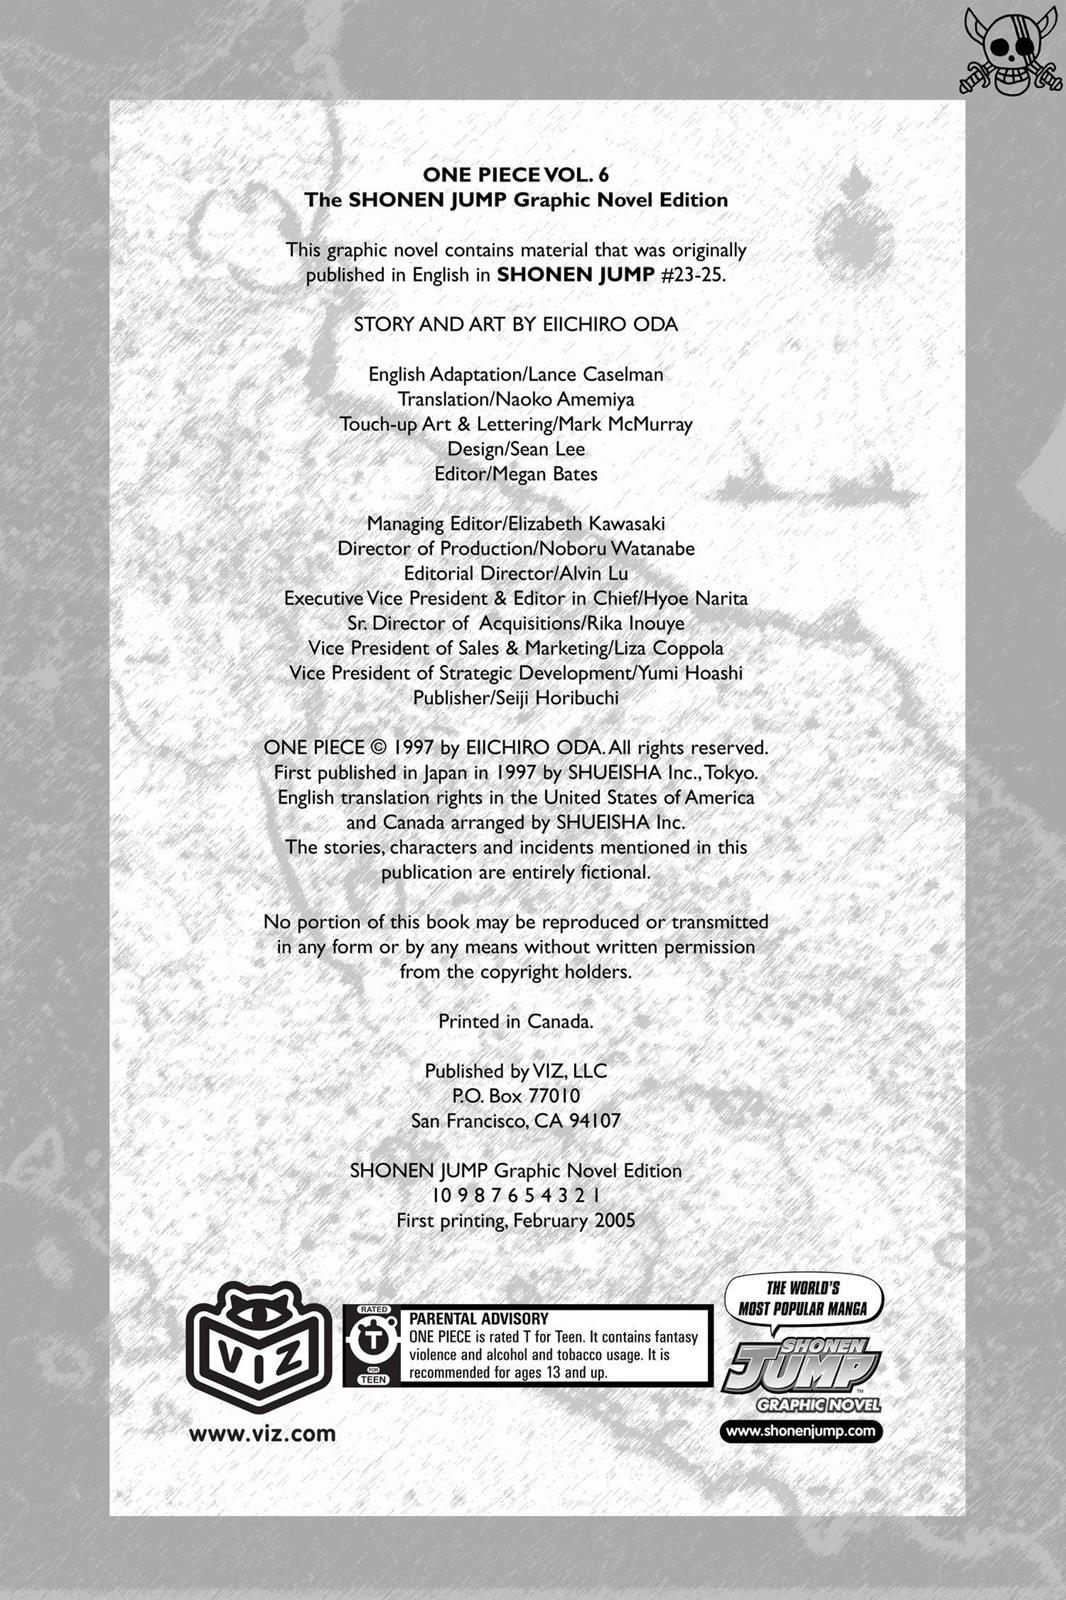 ONE PIECE VOL. 6
The SHONEN JUMP Graphic Novel Edition
This graphic novel contains material that was originally
published in English in SHONEN JUMP #23-25.
STORY AND ART BY EIICHIRO ODA
English Adaptation/Lance Caselman
Translation/Naoko Amemiya
Touch-up Art & Lettering/Mark McMurray
Design/Sean Lee
Editor/Megan Bates
Managing Editor/Elizabeth Kawasaki
Director of Production/Noboru Watanabe
Editorial Director/Alvin Lu
Executive Vice President & Editor in Chief/Hyoe Narita
Sr. Director of Acquisitions/Rika Inouye
Vice President of Sales & Marketing/Liza Coppola
Vice President of Strategic Development/Yumi Hoashi
Publisher/Seiji Horibuchi
ONE PIECE © 1997 by EIICHIRO ODA. All rights reserved.
First published in Japan in 1997 by SHUEISHA Inc., Tokyo.
English translation rights in the United States of America
and Canada arranged by SHUEISHA Inc.
The stories, characters and incidents mentioned in this
publication are entirely fictional.
No portion of this book may be reproduced or transmitted
in any form or by any means without written permission
from the copyright holders.
Printed in Canada.
Published by VIZ, LLC
P.O. Box 77010
San Francisco, CA 94107
SHONEN JUMP Graphic Novel Edition
10 9 8 7 6 5 4 3 2 1
First printing, February 2005
VIZ
www.viz.com
RATED
T
FOR
TEEN
PARENTAL ADVISORY
ONE PIECE is rated T for Teen. It contains fantasy
violence and alcohol and tobacco usage. It is
recommended for ages 13 and up.
THE WORLD'S
MOST POPULAR MANGA
SHONEN
JUMP™
GRAPHIC NOVEL
www.shonenjump.com